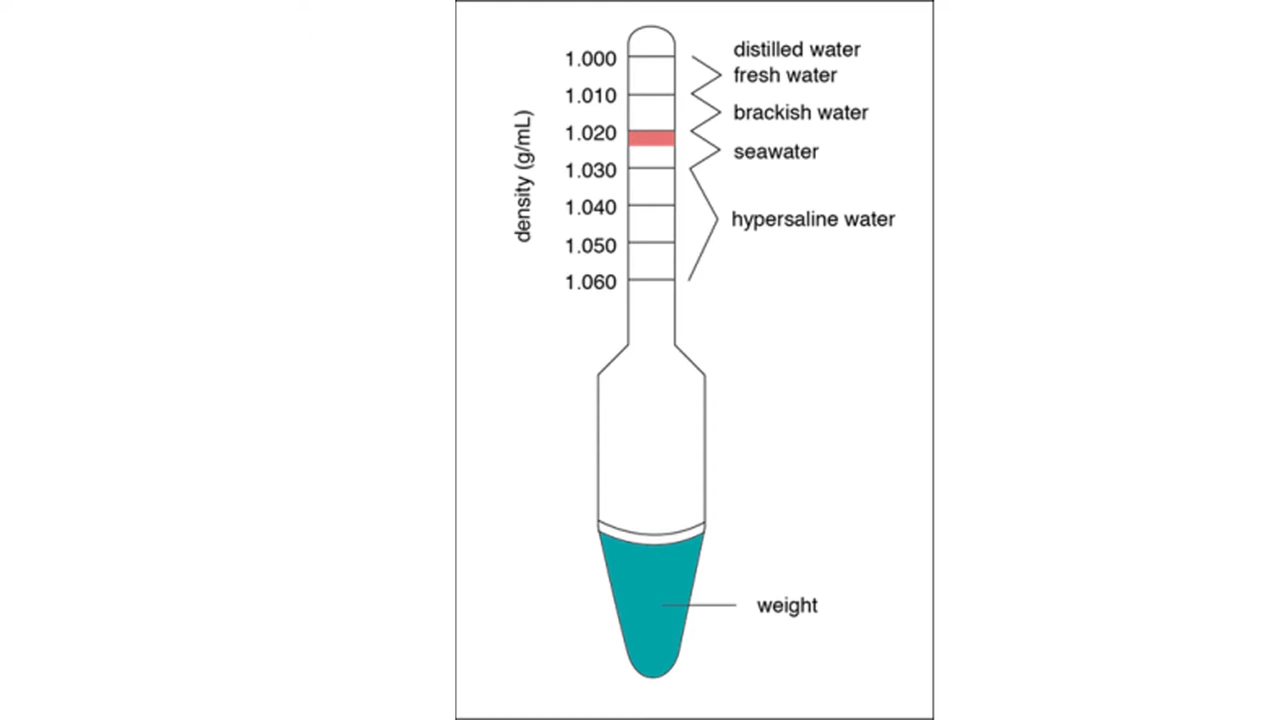 density (g/mL)
1.000
1.010
1.020
1.030
1.040
1.050
1.060
distilled water
fresh water
brackish water
seawater
hypersaline water
weight